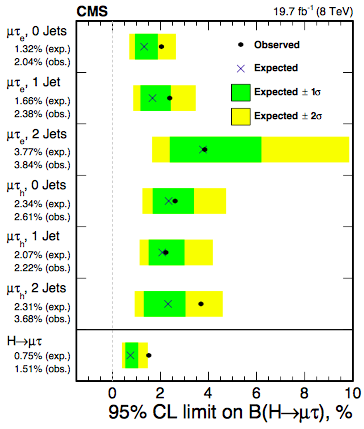 CMS 19.7 fb⁻¹ (8 TeV)
μτₑ, 0 Jets
1.32% (exp.)
2.04% (obs.)
μτₑ, 1 Jet
1.66% (exp.)
2.38% (obs.)
μτₑ, 2 Jets
3.77% (exp.)
3.84% (obs.)
μτₕ, 0 Jets
2.34% (exp.)
2.61% (obs.)
μτₕ, 1 Jet
2.07% (exp.)
2.22% (obs.)
μτₕ, 2 Jets
2.31% (exp.)
3.68% (obs.)
H→μτ
0.75% (exp.)
1.51% (obs.)
Observed
Expected
Expected ± 1σ
Expected ± 2σ
0 2 4 6 8 10
95% CL limit on B(H→μτ), %